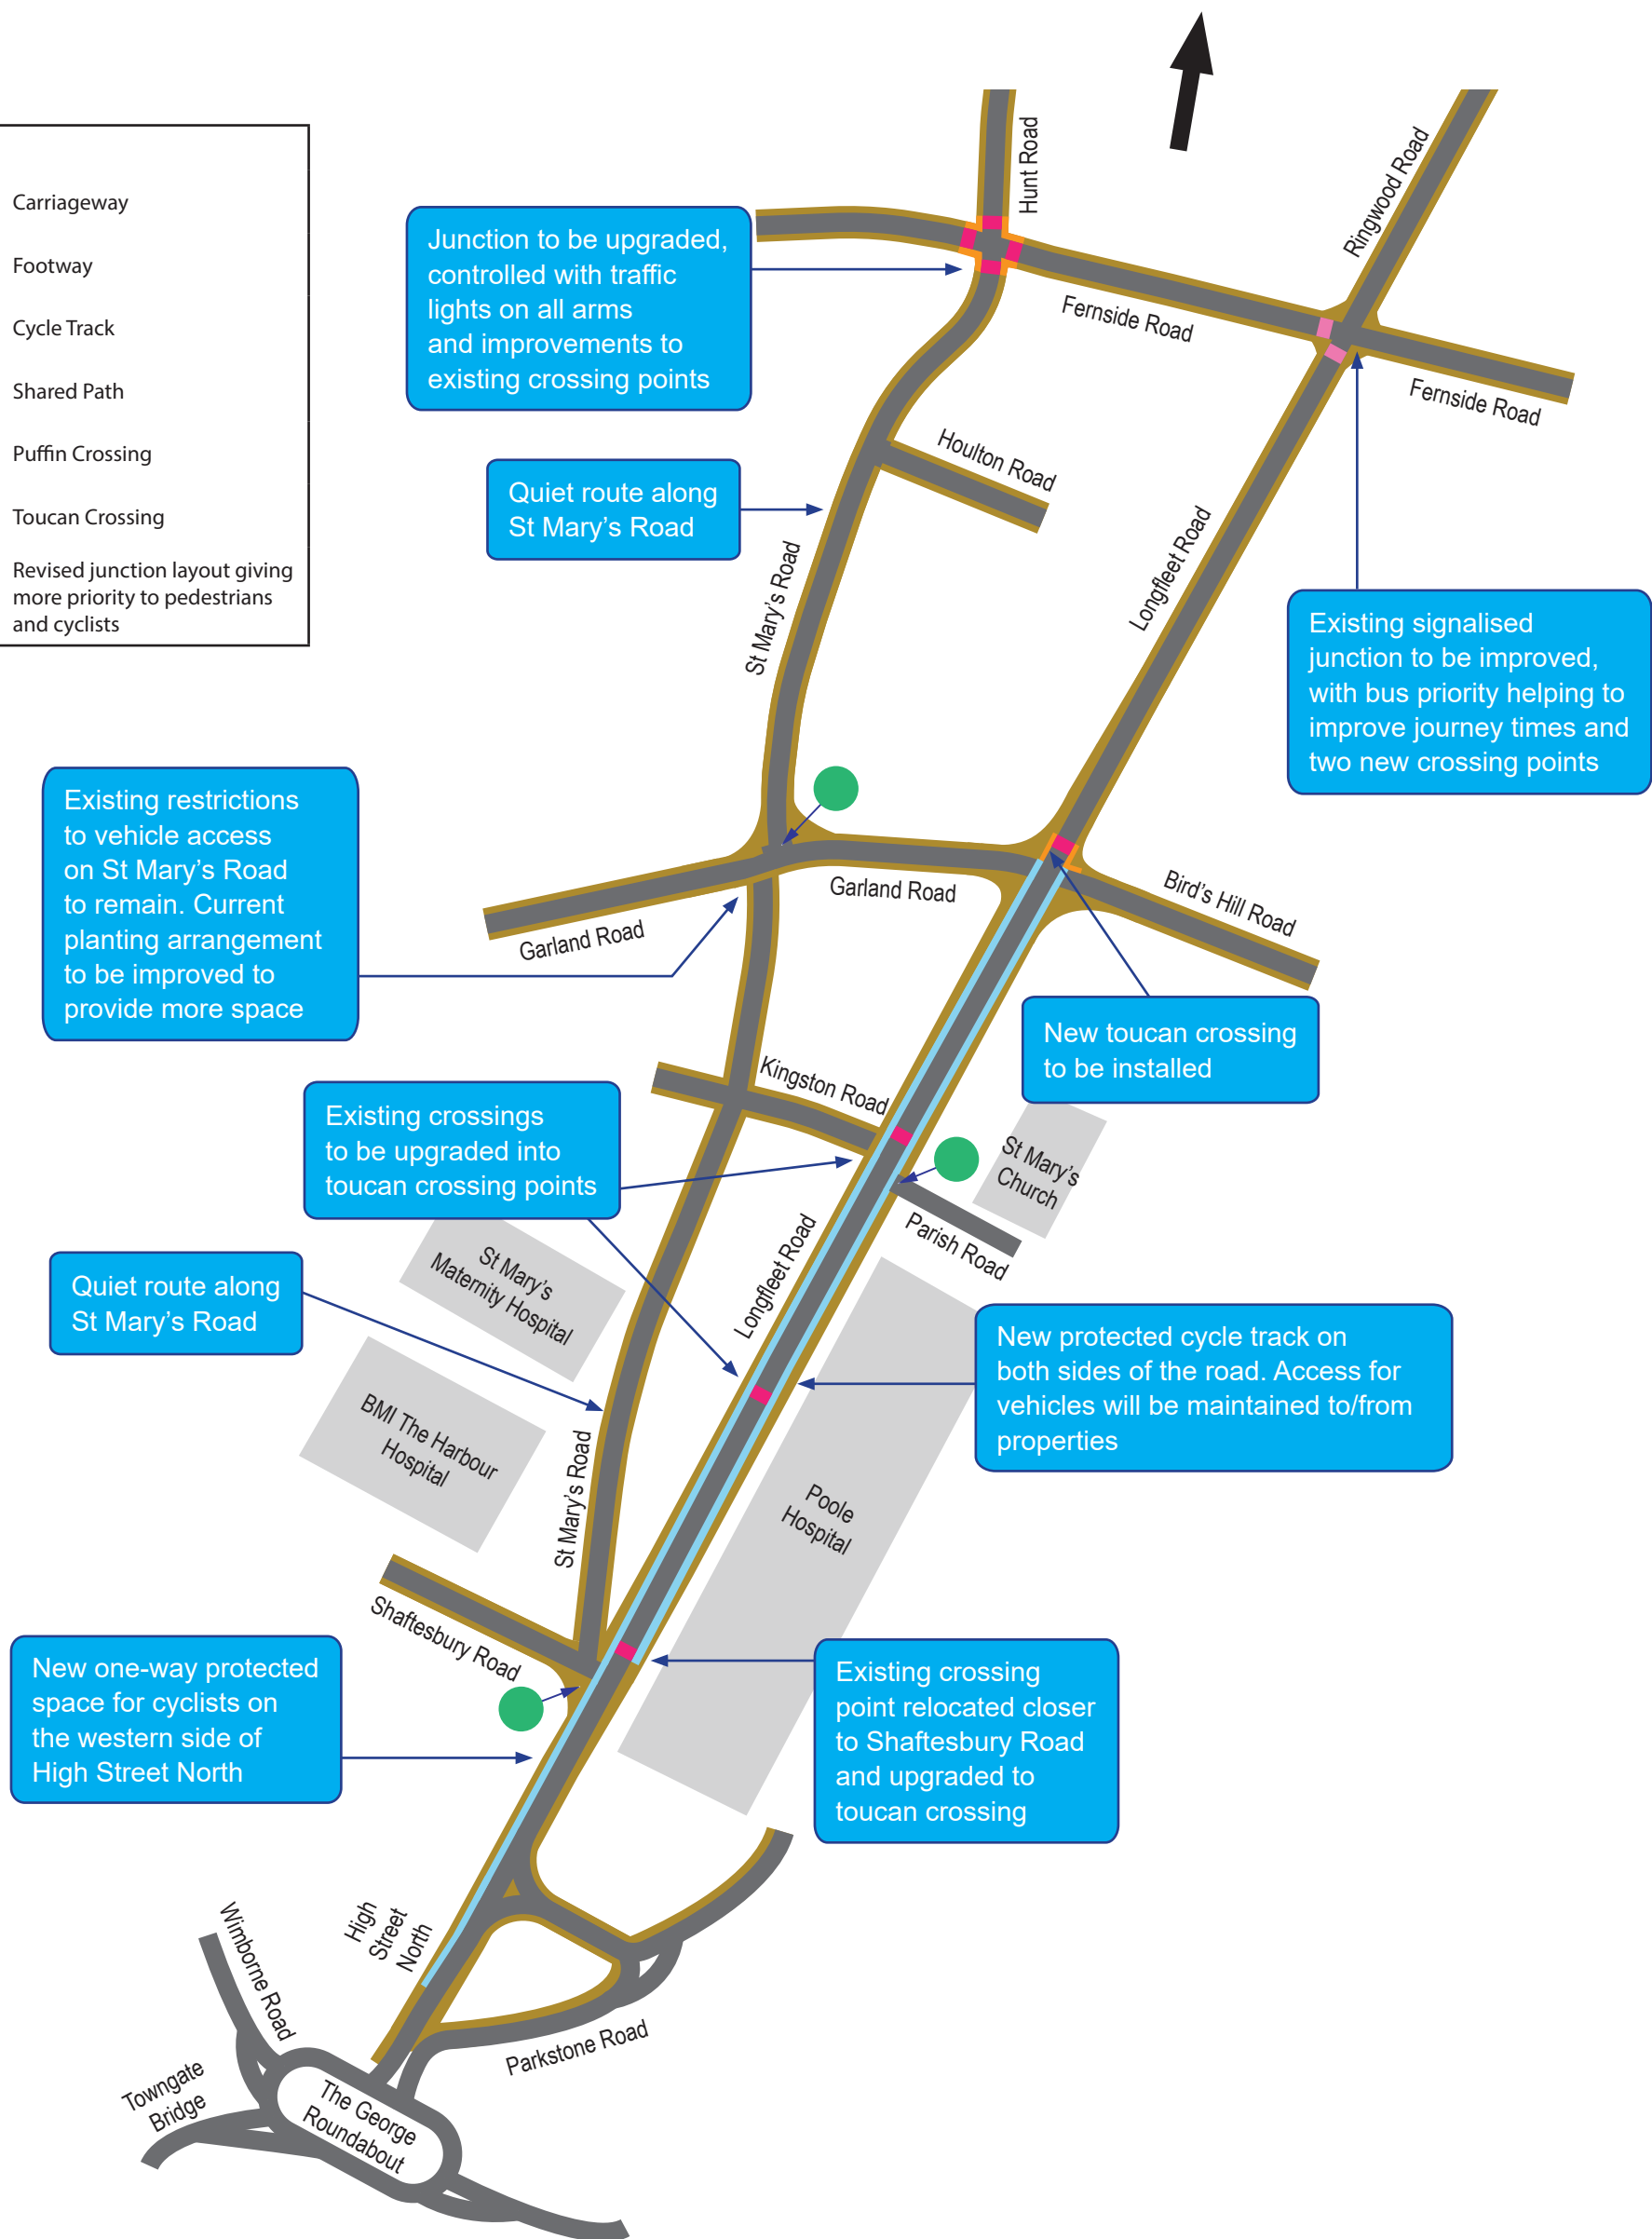 Carriageway
Footway
Cycle Track
Shared Path
Puffin Crossing
Toucan Crossing
Revised junction layout giving
more priority to pedestrians
and cyclists
Hunt Road
Ringwood Road
Junction to be upgraded,
controlled with traffic
lights on all arms
and improvements to
existing crossing points
Fernside Road
Fernside Road
Houlton Road
Quiet route along
St Mary's Road
St Mary's Road
Longfleet Road
Existing signalised
junction to be improved,
with bus priority helping to
improve journey times and
two new crossing points
Existing restrictions
to vehicle access
on St Mary's Road
to remain. Current
planting arrangement
to be improved to
provide more space
Garland Road
Garland Road
Bird's Hill Road
New toucan crossing
to be installed
Kingston Road
Existing crossings
to be upgraded into
toucan crossing points
St Mary's
Church
Parish Road
St Mary's
Maternity Hospital
Longfleet Road
Quiet route along
St Mary's Road
New protected cycle track on
both sides of the road. Access for
vehicles will be maintained to/from
properties
BMI The Harbour
Hospital
St Mary's Road
Poole
Hospital
Shaftesbury Road
New one-way protected
space for cyclists on
the western side of
High Street North
Existing crossing
point relocated closer
to Shaftesbury Road
and upgraded to
toucan crossing
High
Street
North
Wimborne Road
Parkstone Road
Towngate
Bridge
The George
Roundabout